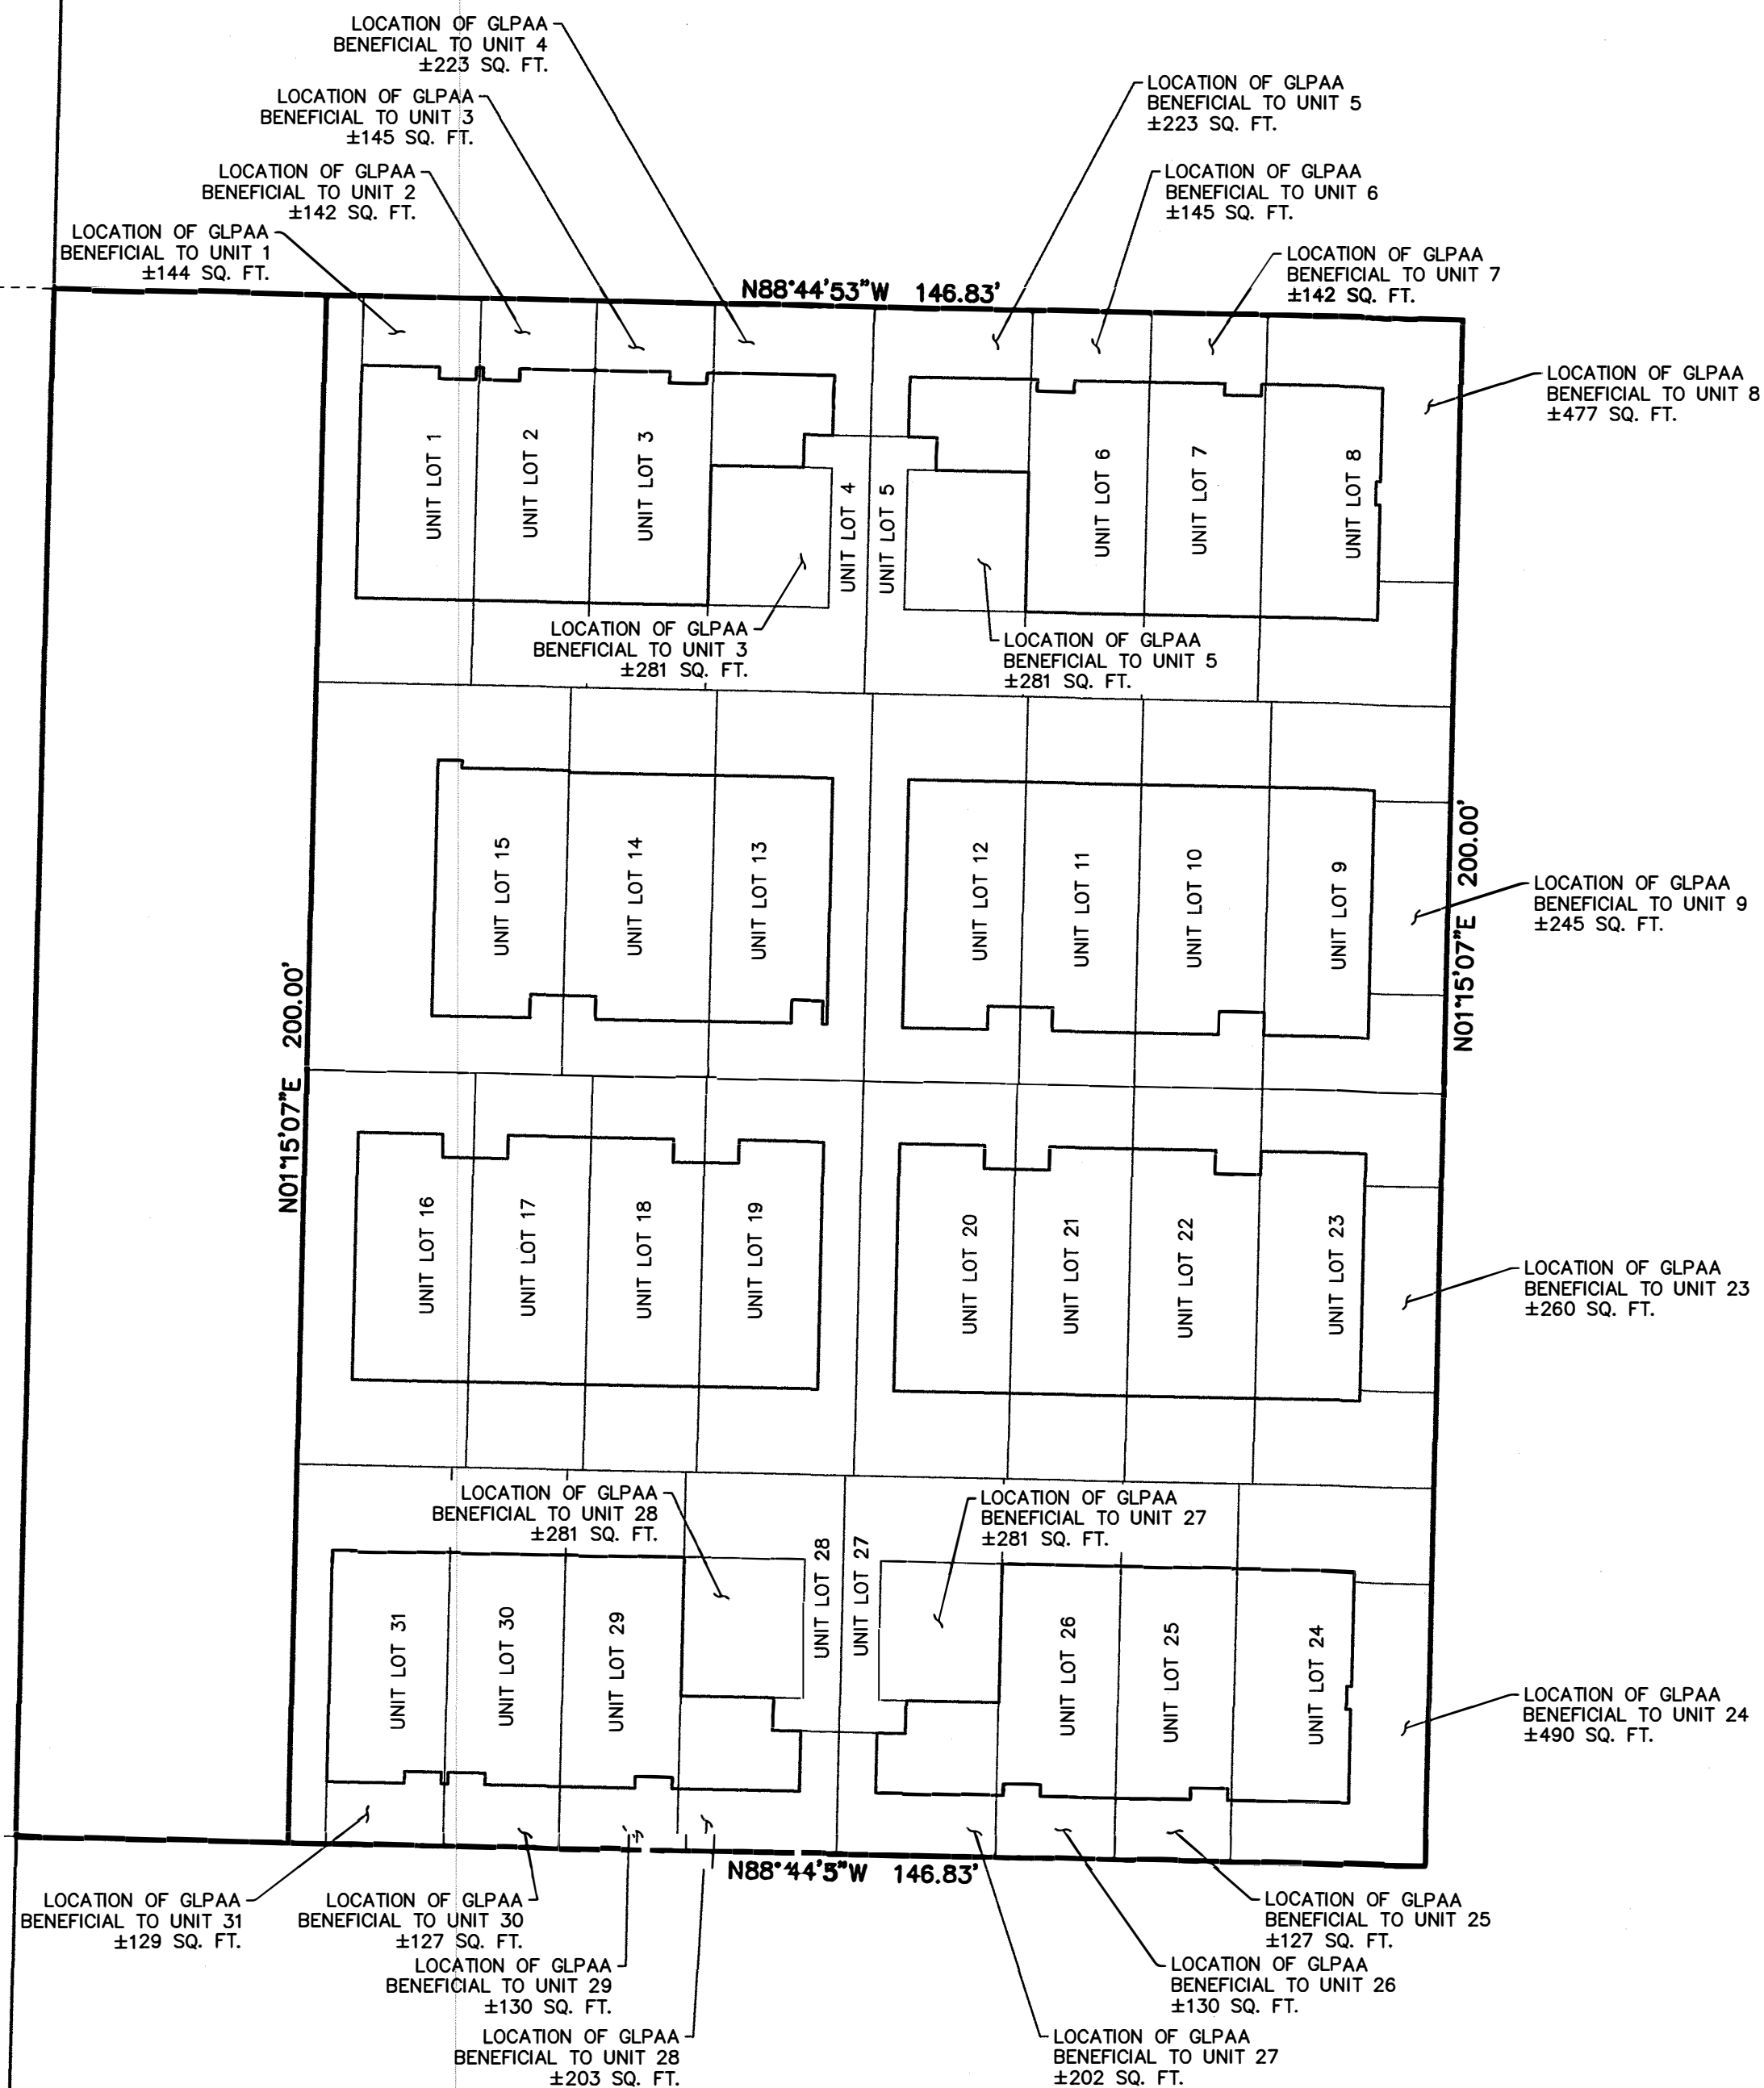 LOCATION OF GLPAA
BENEFICIAL TO UNIT 4
±223 SQ. FT.
LOCATION OF GLPAA
BENEFICIAL TO UNIT 3
±145 SQ. FT.
LOCATION OF GLPAA
BENEFICIAL TO UNIT 2
±142 SQ. FT.
LOCATION OF GLPAA
BENEFICIAL TO UNIT 1
±144 SQ. FT.
LOCATION OF GLPAA
BENEFICIAL TO UNIT 5
±223 SQ. FT.
LOCATION OF GLPAA
BENEFICIAL TO UNIT 6
±145 SQ. FT.
LOCATION OF GLPAA
BENEFICIAL TO UNIT 7
±142 SQ. FT.
N88°44'53"W 146.83'
LOCATION OF GLPAA
BENEFICIAL TO UNIT 8
±477 SQ. FT.
UNIT LOT 1
UNIT LOT 2
UNIT LOT 3
UNIT LOT 4
UNIT LOT 5
UNIT LOT 6
UNIT LOT 7
UNIT LOT 8
LOCATION OF GLPAA
BENEFICIAL TO UNIT 3
±281 SQ. FT.
LOCATION OF GLPAA
BENEFICIAL TO UNIT 5
±281 SQ. FT.
UNIT LOT 15
UNIT LOT 14
UNIT LOT 13
UNIT LOT 12
UNIT LOT 11
UNIT LOT 10
UNIT LOT 9
N01°15'07"E 200.00'
LOCATION OF GLPAA
BENEFICIAL TO UNIT 9
±245 SQ. FT.
N01°15'07"E 200.00'
UNIT LOT 16
UNIT LOT 17
UNIT LOT 18
UNIT LOT 19
UNIT LOT 20
UNIT LOT 21
UNIT LOT 22
UNIT LOT 23
LOCATION OF GLPAA
BENEFICIAL TO UNIT 23
±260 SQ. FT.
LOCATION OF GLPAA
BENEFICIAL TO UNIT 28
±281 SQ. FT.
LOCATION OF GLPAA
BENEFICIAL TO UNIT 27
±281 SQ. FT.
UNIT LOT 31
UNIT LOT 30
UNIT LOT 29
UNIT LOT 28
UNIT LOT 27
UNIT LOT 26
UNIT LOT 25
UNIT LOT 24
LOCATION OF GLPAA
BENEFICIAL TO UNIT 24
±490 SQ. FT.
N88°44'5"W 146.83'
LOCATION OF GLPAA
BENEFICIAL TO UNIT 31
±129 SQ. FT.
LOCATION OF GLPAA
BENEFICIAL TO UNIT 30
±127 SQ. FT.
LOCATION OF GLPAA
BENEFICIAL TO UNIT 29
±130 SQ. FT.
LOCATION OF GLPAA
BENEFICIAL TO UNIT 28
±203 SQ. FT.
LOCATION OF GLPAA
BENEFICIAL TO UNIT 25
±127 SQ. FT.
LOCATION OF GLPAA
BENEFICIAL TO UNIT 26
±130 SQ. FT.
LOCATION OF GLPAA
BENEFICIAL TO UNIT 27
±202 SQ. FT.